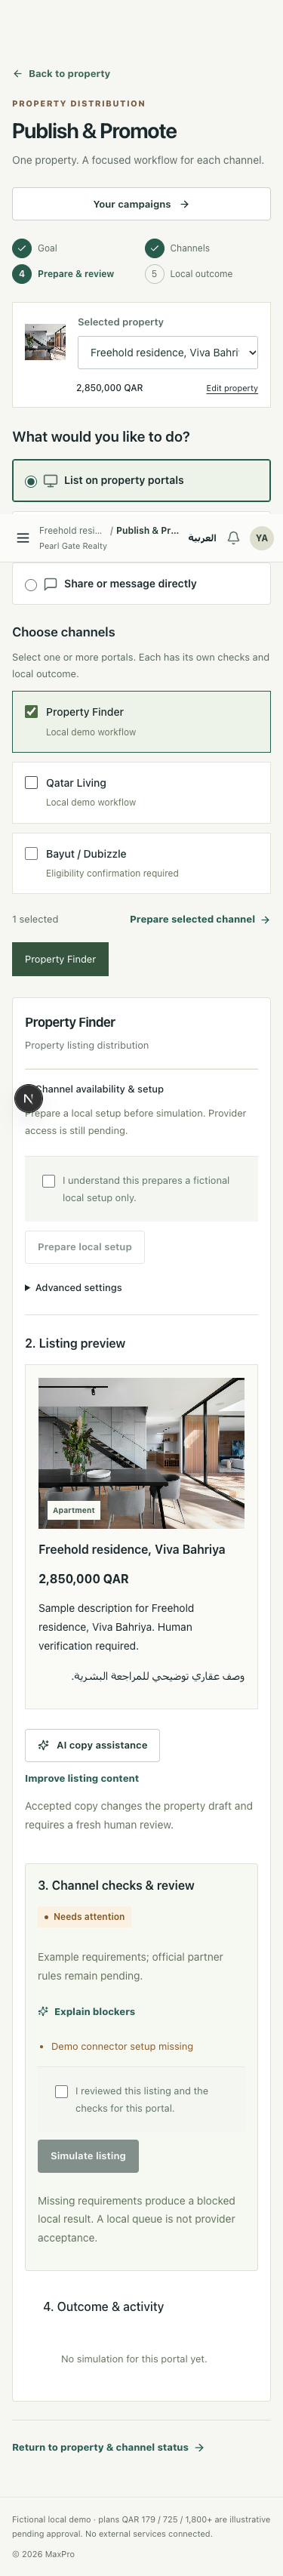 Back to property
PROPERTY DISTRIBUTION
Publish & Promote
One property. A focused workflow for each channel.
Your campaigns
Goal
Channels
4 Prepare & review
5 Local outcome
Selected property
Freehold residence, Viva Bahri
2,850,000 QAR
Edit property
What would you like to do?
List on property portals
Freehold resi... / Publish & Pr...
Pearl Gate Realty
العربية
YA
Share or message directly
Choose channels
Select one or more portals. Each has its own checks and
local outcome.
Property Finder
Local demo workflow
Qatar Living
Local demo workflow
Bayut / Dubizzle
Eligibility confirmation required
1 selected
Prepare selected channel
Property Finder
Property Finder
Property listing distribution
Channel availability & setup
N
Prepare a local setup before simulation. Provider
access is still pending.
I understand this prepares a fictional
local setup only.
Prepare local setup
Advanced settings
2. Listing preview
Apartment
Freehold residence, Viva Bahriya
2,850,000 QAR
Sample description for Freehold
residence, Viva Bahriya. Human
verification required.
وصف عقاري توضيحي للمراجعة البشرية.
AI copy assistance
Improve listing content
Accepted copy changes the property draft and
requires a fresh human review.
3. Channel checks & review
Needs attention
Example requirements; official partner
rules remain pending.
Explain blockers
Demo connector setup missing
I reviewed this listing and the
checks for this portal.
Simulate listing
Missing requirements produce a blocked
local result. A local queue is not provider
acceptance.
4. Outcome & activity
No simulation for this portal yet.
Return to property & channel status
Fictional local demo · plans QAR 179 / 725 / 1,800+ are illustrative
pending approval. No external services connected.
© 2026 MaxPro